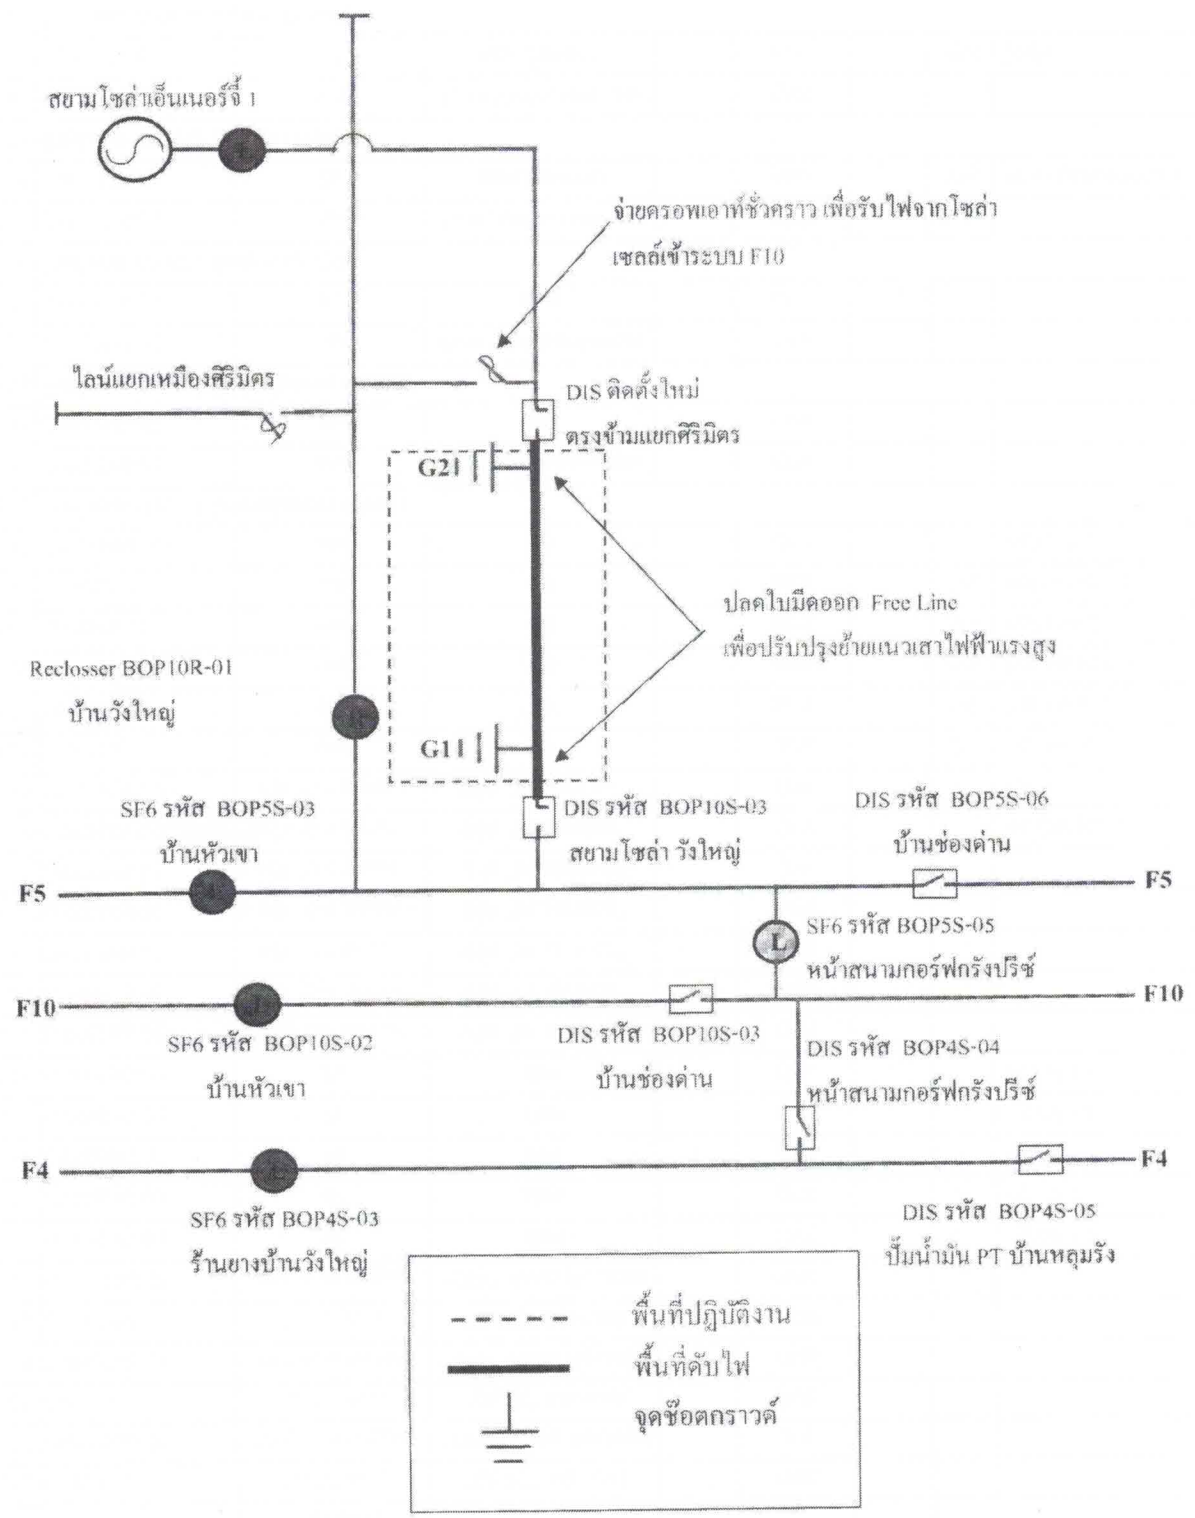 สยามโซล่าเอ็นเนอร์จี้ 1
จ่ายครอพเอาท์ชั่วคราว เพื่อรับไฟจากโซล่า
เซลล์เข้าระบบ F10
ไลน์แยกเหมืองศิริมิตร
DIS ติดตั้งใหม่
ตรงข้ามแยกศิริมิตร
G2
ปลดใบมีดออก Free Line
เพื่อปรับปรุงย้ายแนวเสาไฟฟ้าแรงสูง
Reclosser BOP10R-01
บ้านวังใหญ่
G1
SF6 รหัส BOP5S-03
บ้านหัวเขา
DIS รหัส BOP10S-03
สยามโซล่า วังใหญ่
DIS รหัส BOP5S-06
บ้านช่องด่าน
F5
F5
SF6 รหัส BOP5S-05
หน้าสนามกอร์ฟกรังปรีซ์
L
F10
F10
SF6 รหัส BOP10S-02
บ้านหัวเขา
DIS รหัส BOP10S-03
บ้านช่องด่าน
DIS รหัส BOP4S-04
หน้าสนามกอร์ฟกรังปรีซ์
F4
F4
SF6 รหัส BOP4S-03
ร้านยางบ้านวังใหญ่
DIS รหัส BOP4S-05
ปั๊มน้ำมัน PT บ้านหลุมรัง
พื้นที่ปฎิบัติงาน
พื้นที่ดับไฟ
จุดช๊อตกราวด์